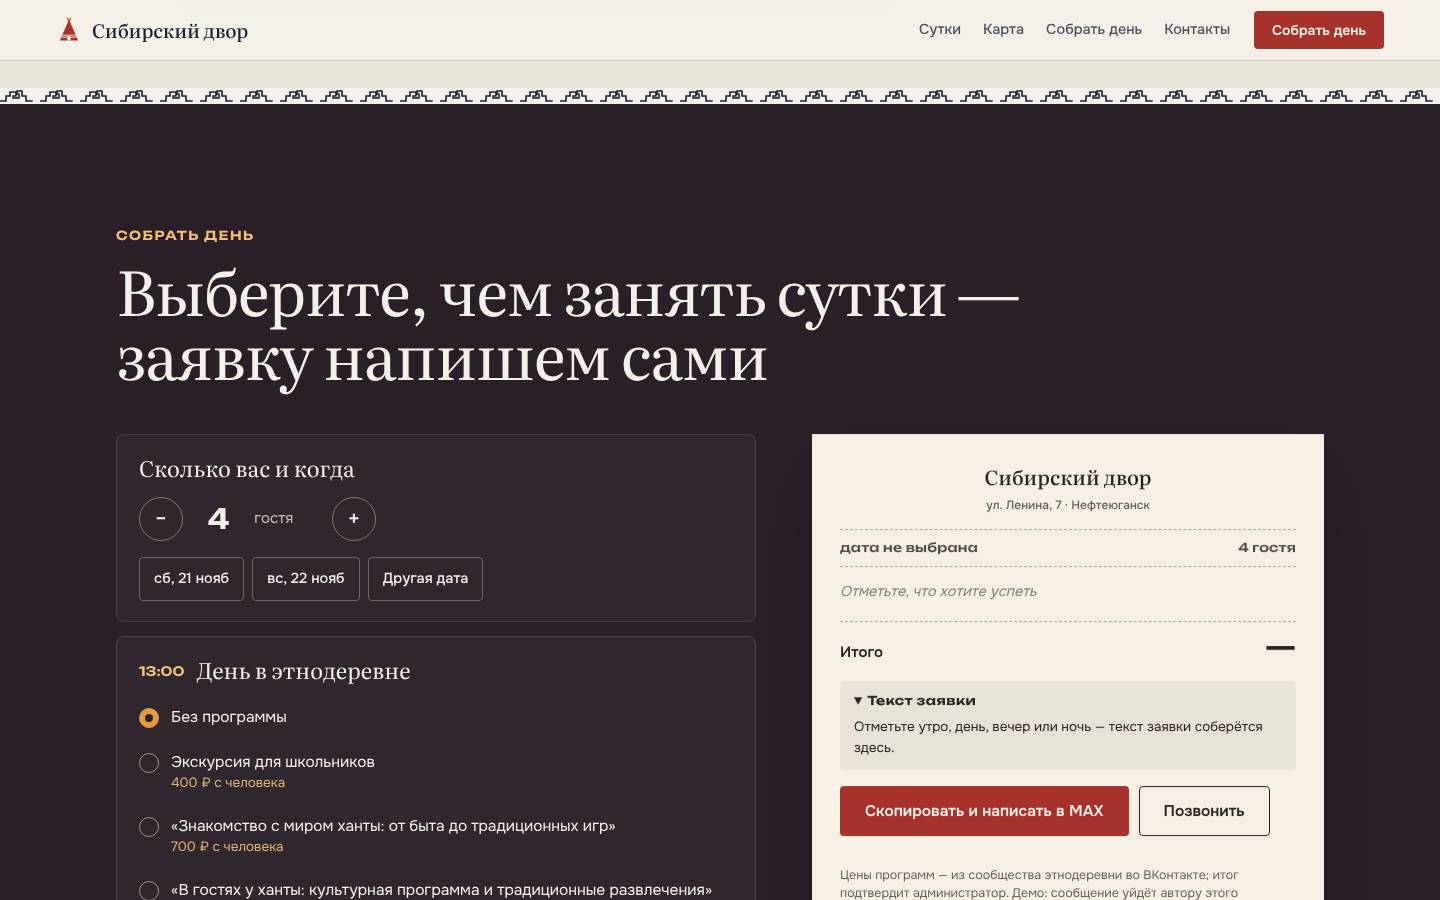 Сибирский двор
Сутки
Карта
Собрать день
Контакты
Собрать день
СОБРАТЬ ДЕНЬ
Выберите, чем занять сутки —
заявку напишем сами
Сколько вас и когда
− 4 гостя +
сб, 21 нояб
вс, 22 нояб
Другая дата
13:00 День в этнодеревне
Без программы
Экскурсия для школьников
400 ₽ с человека
«Знакомство с миром ханты: от быта до традиционных игр»
700 ₽ с человека
«В гостях у ханты: культурная программа и традиционные развлечения»
Сибирский двор
ул. Ленина, 7 · Нефтеюганск
дата не выбрана
4 гостя
Отметьте, что хотите успеть
Итого —
▾ Текст заявки
Отметьте утро, день, вечер или ночь — текст заявки соберётся
здесь.
Скопировать и написать в MAX
Позвонить
Цены программ — из сообщества этнодеревни во ВКонтакте; итог
подтвердит администратор. Демо: сообщение уйдёт автору этого